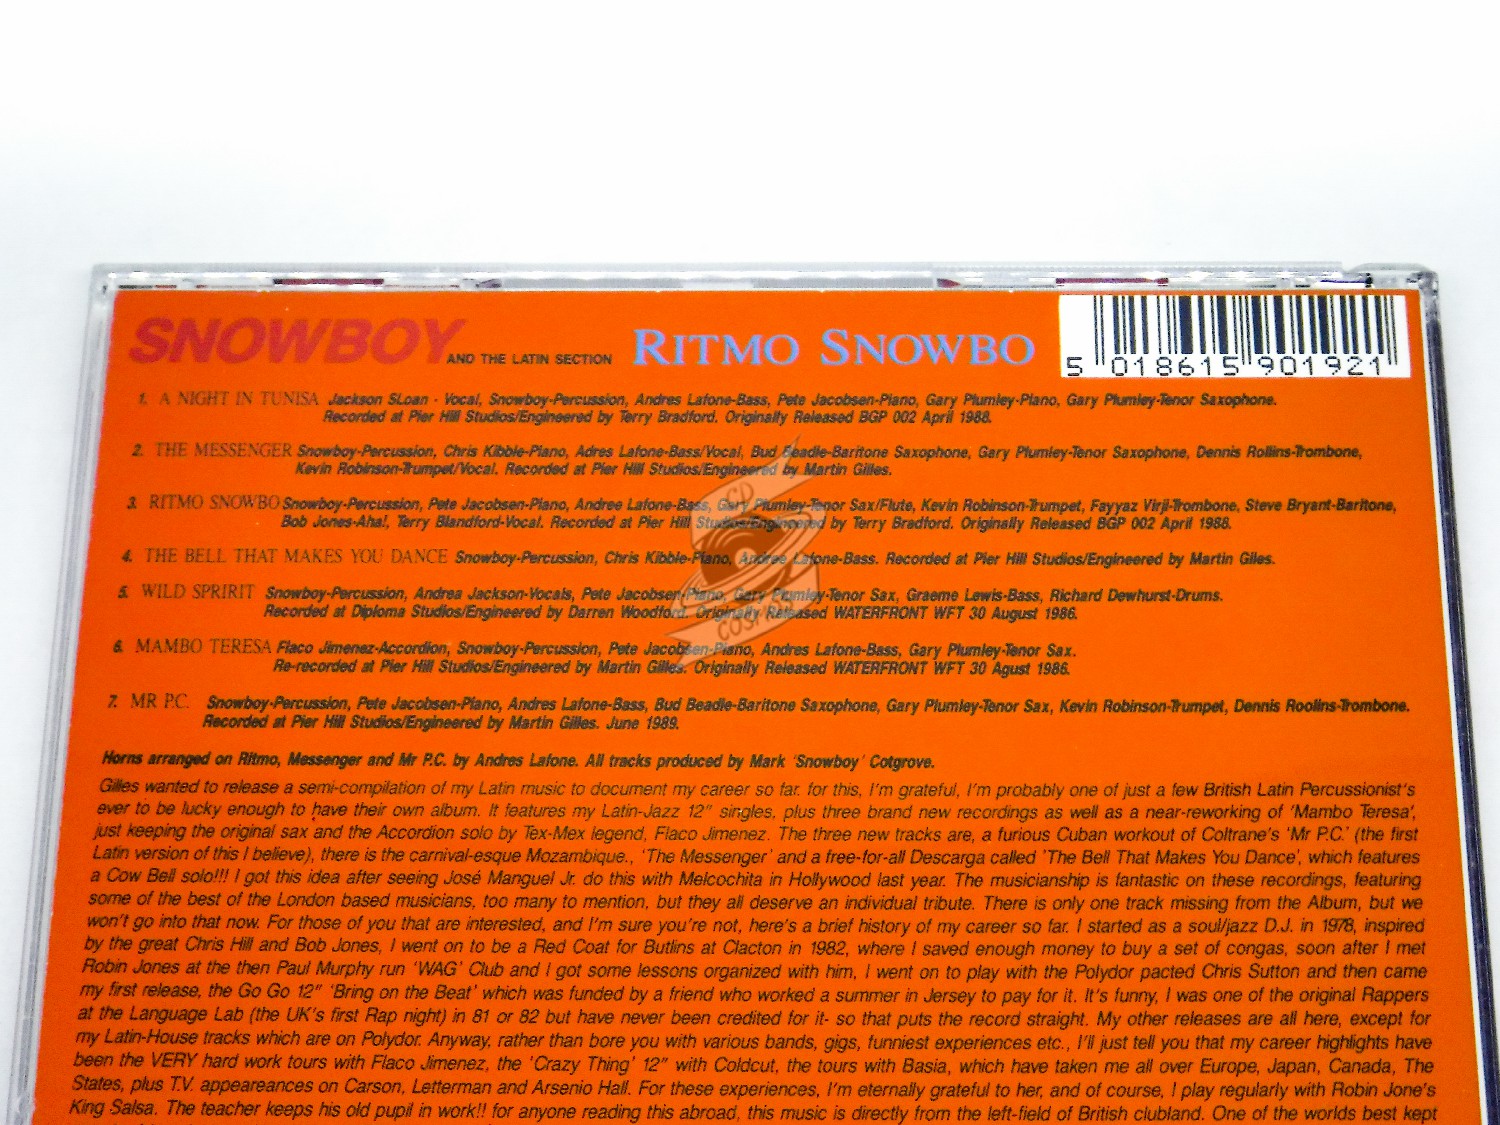 SNOWBOY AND THE LATIN SECTION RITMO SNOWBO
5 018615 901921
1. A NIGHT IN TUNISA Jackson SLoan - Vocal, Snowboy-Percussion, Andres Lafone-Bass, Pete Jacobsen-Piano, Gary Plumley-Piano, Gary Plumley-Tenor Saxophone.
Recorded at Pier Hill Studios/Engineered by Terry Bradford. Originally Released BGP 002 April 1988.
2. THE MESSENGER Snowboy-Percussion, Chris Kibble-Piano, Adres Lafone-Bass/Vocal, Bud Beadle-Baritone Saxophone, Gary Plumley-Tenor Saxophone, Dennis Rollins-Trombone,
Kevin Robinson-Trumpet/Vocal. Recorded at Pier Hill Studios/Engineered by Martin Giles.
3. RITMO SNOWBO Snowboy-Percussion, Pete Jacobsen-Piano, Andree Lafone-Bass, Gary Plumley-Tenor Sax/Flute, Kevin Robinson-Trumpet, Fayyaz Virji-Trombone, Steve Bryant-Baritone,
Bob Jones-Aha!, Terry Blandford-Vocal. Recorded at Pier Hill Studios/Engineered by Terry Bradford. Originally Released BGP 002 April 1988.
4. THE BELL THAT MAKES YOU DANCE Snowboy-Percussion, Chris Kibble-Piano, Andree Lafone-Bass. Recorded at Pier Hill Studios/Engineered by Martin Giles.
5. WILD SPRIRIT Snowboy-Percussion, Andrea Jackson-Vocals, Pete Jacobsen-Piano, Gary Plumley-Tenor Sax, Graeme Lewis-Bass, Richard Dewhurst-Drums.
Recorded at Diploma Studios/Engineered by Darren Woodford. Originally Released WATERFRONT WFT 30 August 1986.
6. MAMBO TERESA Flaco Jimenez-Accordion, Snowboy-Percussion, Pete Jacobsen-Piano, Andres Lafone-Bass, Gary Plumley-Tenor Sax.
Re-recorded at Pier Hill Studios/Engineered by Martin Gilles. Originally Released WATERFRONT WFT 30 Agust 1986.
7. MR P.C. Snowboy-Percussion, Pete Jacobsen-Piano, Andres Lafone-Bass, Bud Beadle-Baritone Saxophone, Gary Plumley-Tenor Sax, Kevin Robinson-Trumpet, Dennis Roolins-Trombone.
Recorded at Pier Hill Studios/Engineered by Martin Gilles. June 1989.
Horns arranged on Ritmo, Messenger and Mr P.C. by Andres Lafone. All tracks produced by Mark 'Snowboy' Cotgrove.
Gilles wanted to release a semi-compilation of my Latin music to document my career so far. for this, I'm grateful, I'm probably one of just a few British Latin Percussionist's
ever to be lucky enough to have their own album. It features my Latin-Jazz 12" singles, plus three brand new recordings as well as a near-reworking of 'Mambo Teresa',
just keeping the original sax and the Accordion solo by Tex-Mex legend, Flaco Jimenez. The three new tracks are, a furious Cuban workout of Coltrane's 'Mr P.C.' (the first
Latin version of this I believe), there is the carnival-esque Mozambique., 'The Messenger' and a free-for-all Descarga called 'The Bell That Makes You Dance', which features
a Cow Bell solo!!! I got this idea after seeing José Manguel Jr. do this with Melcochita in Hollywood last year. The musicianship is fantastic on these recordings, featuring
some of the best of the London based musicians, too many to mention, but they all deserve an individual tribute. There is only one track missing from the Album, but we
won't go into that now. For those of you that are interested, and I'm sure you're not, here's a brief history of my career so far. I started as a soul/jazz D.J. in 1978, inspired
by the great Chris Hill and Bob Jones, I went on to be a Red Coat for Butlins at Clacton in 1982, where I saved enough money to buy a set of congas, soon after I met
Robin Jones at the then Paul Murphy run 'WAG' Club and I got some lessons organized with him, I went on to play with the Polydor pacted Chris Sutton and then came
my first release, the Go Go 12" 'Bring on the Beat' which was funded by a friend who worked a summer in Jersey to pay for it. It's funny, I was one of the original Rappers
at the Language Lab (the UK's first Rap night) in 81 or 82 but have never been credited for it- so that puts the record straight. My other releases are all here, except for
my Latin-House tracks which are on Polydor. Anyway, rather than bore you with various bands, gigs, funniest experiences etc., I'll just tell you that my career highlights have
been the VERY hard work tours with Flaco Jimenez, the 'Crazy Thing' 12" with Coldcut, the tours with Basia, which have taken me all over Europe, Japan, Canada, The
States, plus T.V. appeareances on Carson, Letterman and Arsenio Hall. For these experiences, I'm eternally grateful to her, and of course, I play regularly with Robin Jone's
King Salsa. The teacher keeps his old pupil in work!! for anyone reading this abroad, this music is directly from the left-field of British clubland. One of the worlds best kept
CD